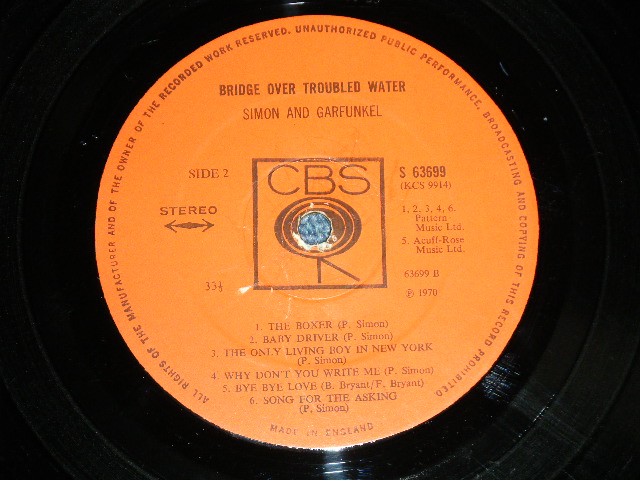 ALL RIGHTS OF THE MANUFACTURER AND OF THE OWNER OF THE RECORDED WORK RESERVED. UNAUTHORIZED PUBLIC PERFORMANCE, BROADCASTING AND COPYING OF THIS RECORD PROHIBITED
BRIDGE OVER TROUBLED WATER
SIMON AND GARFUNKEL
SIDE 2
CBS
S 63699
(KCS 9914)
STEREO
1, 2, 3, 4, 6.
Pattern
Music Ltd.
5. Acuff-Rose
Music Ltd.
63699 B
33⅓
℗ 1970
1. THE BOXER (P. Simon)
2. BABY DRIVER (P. Simon)
3. THE ONLY LIVING BOY IN NEW YORK
(P. Simon)
4. WHY DON'T YOU WRITE ME (P. Simon)
5. BYE BYE LOVE (B. Bryant/F. Bryant)
6. SONG FOR THE ASKING
(P. Simon)
MADE IN ENGLAND